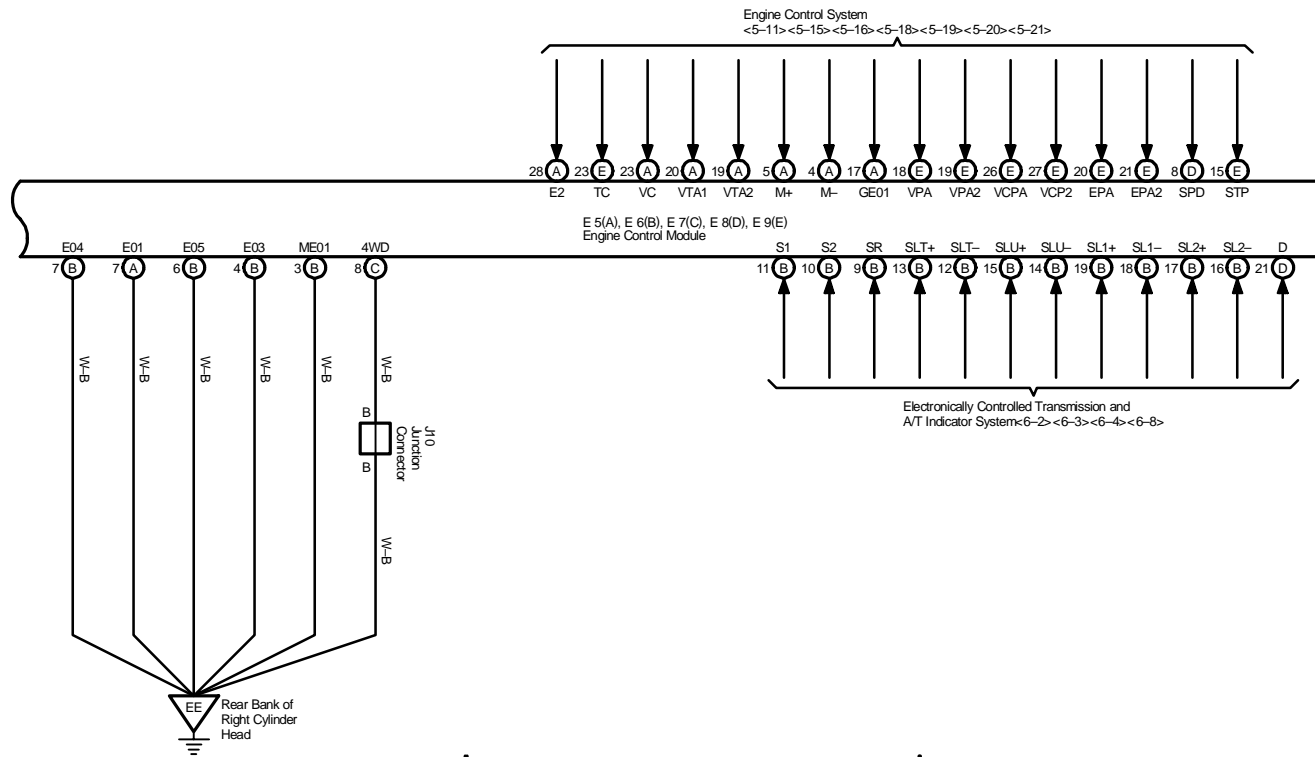 Engine Control System
<5–11><5–15><5–16><5–18><5–19><5–20><5–21>
28 A 23 E 23 A 20 A 19 A 5 A 4 A 17 A 18 E 19 E 26 E 27 E 20 E 21 E 8 D 15 E
E2 TC VC VTA1 VTA2 M+ M– GE01 VPA VPA2 VCPA VCP2 EPA EPA2 SPD STP
E 5(A), E 6(B), E 7(C), E 8(D), E 9(E)
Engine Control Module
E04 E01 E05 E03 ME01 4WD S1 S2 SR SLT+ SLT– SLU+ SLU– SL1+ SL1– SL2+ SL2– D
7 B 7 A 6 B 4 B 3 B 8 C 11 B 10 B 9 B 13 B 12 B 15 B 14 B 19 B 18 B 17 B 16 B 21 D
W–B W–B W–B W–B W–B W–B
Electronically Controlled Transmission and
A/T Indicator System<6–2><6–3><6–4><6–8>
B
J10
Junction
Connector
B
W–B
EE
Rear Bank of
Right Cylinder
Head